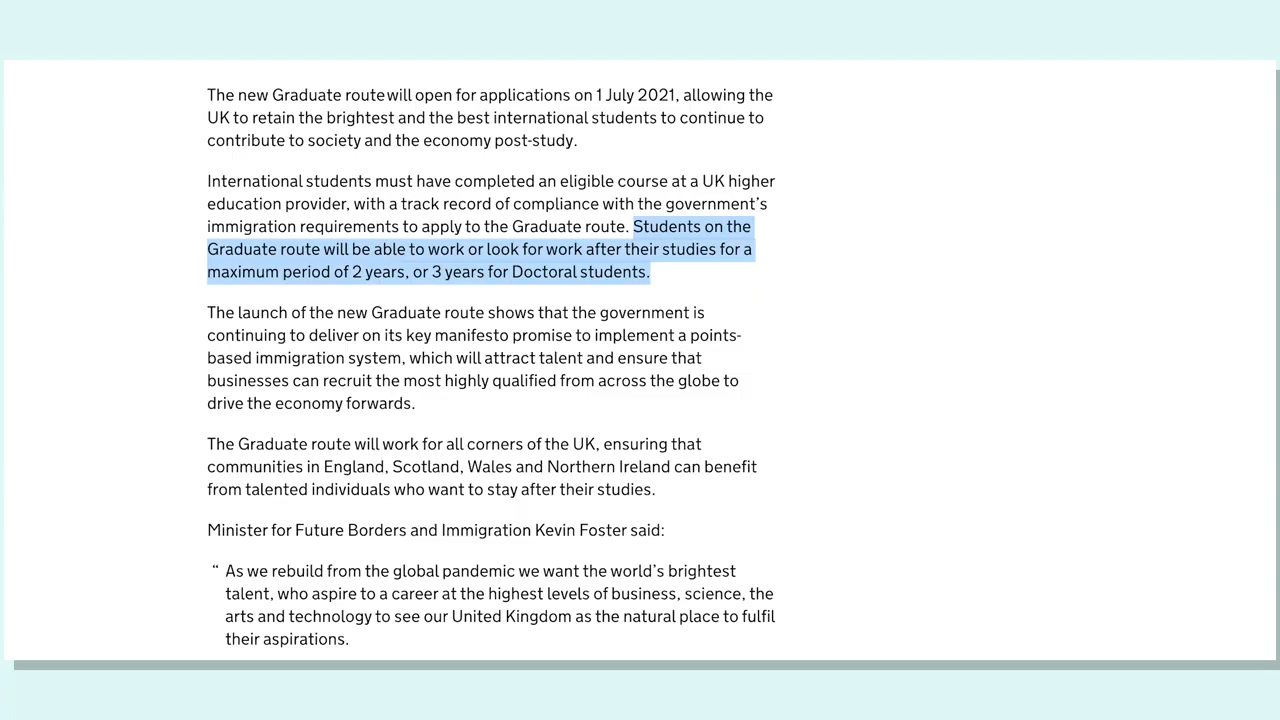 The new Graduate route will open for applications on 1 July 2021, allowing the
UK to retain the brightest and the best international students to continue to
contribute to society and the economy post-study.
International students must have completed an eligible course at a UK higher
education provider, with a track record of compliance with the government's
immigration requirements to apply to the Graduate route. Students on the
Graduate route will be able to work or look for work after their studies for a
maximum period of 2 years, or 3 years for Doctoral students.
The launch of the new Graduate route shows that the government is
continuing to deliver on its key manifesto promise to implement a points-
based immigration system, which will attract talent and ensure that
businesses can recruit the most highly qualified from across the globe to
drive the economy forwards.
The Graduate route will work for all corners of the UK, ensuring that
communities in England, Scotland, Wales and Northern Ireland can benefit
from talented individuals who want to stay after their studies.
Minister for Future Borders and Immigration Kevin Foster said:
“ As we rebuild from the global pandemic we want the world's brightest
talent, who aspire to a career at the highest levels of business, science, the
arts and technology to see our United Kingdom as the natural place to fulfil
their aspirations.